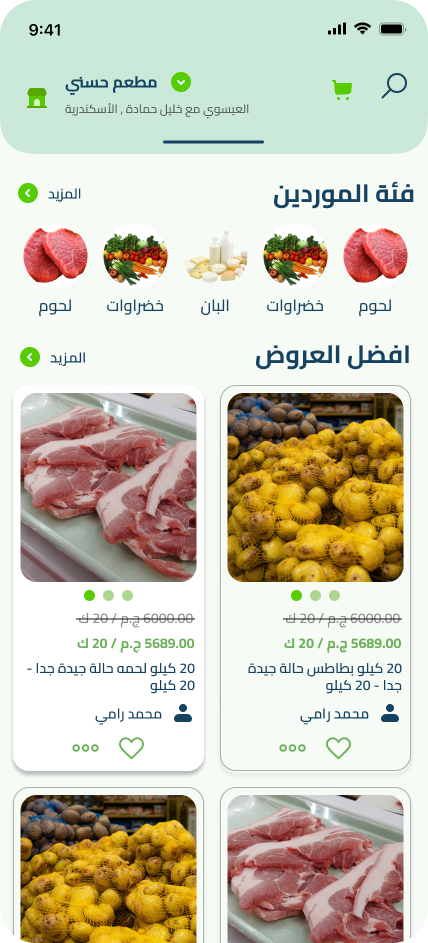 9:41
مطعم حسني
العيسوي مع خليل حمادة , الأسكندرية
فئة الموردين
المزيد
لحوم
خضراوات
البان
خضراوات
لحوم
افضل العروض
المزيد
6000.00 ج.م / 20 ك
5689.00 ج.م / 20 ك
20 كيلو بطاطس حالة جيدة
جدا - 20 كيلو
محمد رامي
6000.00 ج.م / 20 ك
5689.00 ج.م / 20 ك
20 كيلو لحمه حالة جيدة جدا -
20 كيلو
محمد رامي